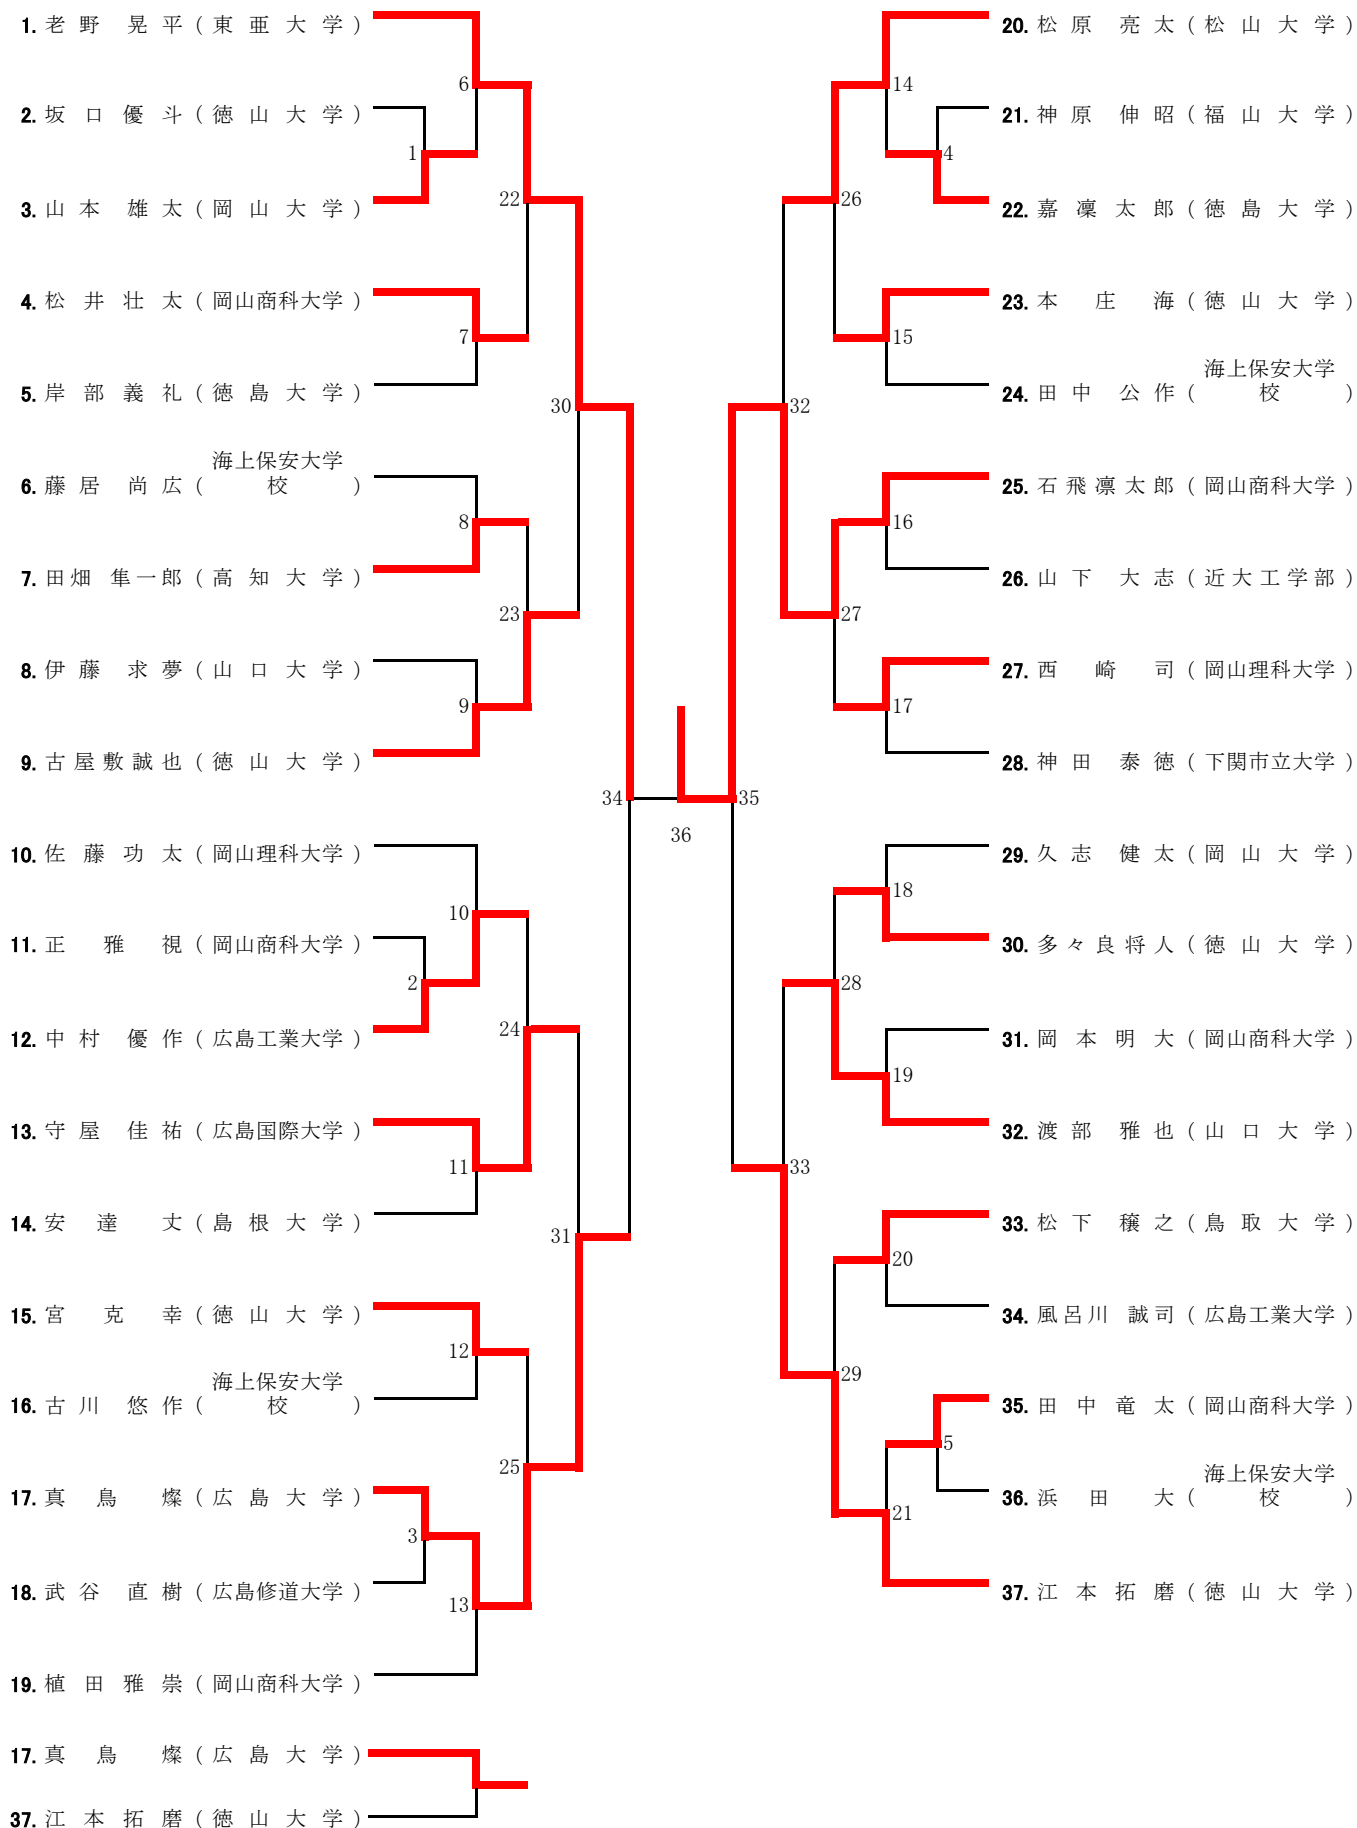 1. 老野 晃平 ( 東亜大学 )
2. 坂口優斗 ( 徳山大学 )
3. 山本雄太 ( 岡山大学 )
4. 松井壮太 ( 岡山商科大学 )
5. 岸部義礼 ( 徳島大学 )
6. 藤居尚広 ( 海上保安大学校 )
7. 田畑 隼一郎 ( 高知大学 )
8. 伊藤求夢 ( 山口大学 )
9. 古屋敷誠也 ( 徳山大学 )
10. 佐藤功太 ( 岡山理科大学 )
11. 正雅視 ( 岡山商科大学 )
12. 中村優作 ( 広島工業大学 )
13. 守屋佳祐 ( 広島国際大学 )
14. 安達丈 ( 島根大学 )
15. 宮克幸 ( 徳山大学 )
16. 古川悠作 ( 海上保安大学校 )
17. 真鳥燦 ( 広島大学 )
18. 武谷直樹 ( 広島修道大学 )
19. 植田雅崇 ( 岡山商科大学 )
17. 真鳥燦 ( 広島大学 )
37. 江本拓磨 ( 徳山大学 )
6
1
22
7
30
8
23
9
34
10
2
24
11
31
12
25
3
13
36
14
4
26
15
32
16
27
17
35
18
28
19
33
20
29
5
21
20. 松原亮太 ( 松山大学 )
21. 神原伸昭 ( 福山大学 )
22. 嘉凜太郎 ( 徳島大学 )
23. 本庄海 ( 徳山大学 )
24. 田中公作 ( 海上保安大学校 )
25. 石飛凛太郎 ( 岡山商科大学 )
26. 山下大志 ( 近大工学部 )
27. 西崎司 ( 岡山理科大学 )
28. 神田泰徳 ( 下関市立大学 )
29. 久志健太 ( 岡山大学 )
30. 多々良将人 ( 徳山大学 )
31. 岡本明大 ( 岡山商科大学 )
32. 渡部雅也 ( 山口大学 )
33. 松下穣之 ( 鳥取大学 )
34. 風呂川 誠司 ( 広島工業大学 )
35. 田中竜太 ( 岡山商科大学 )
36. 浜田大 ( 海上保安大学校 )
37. 江本拓磨 ( 徳山大学 )